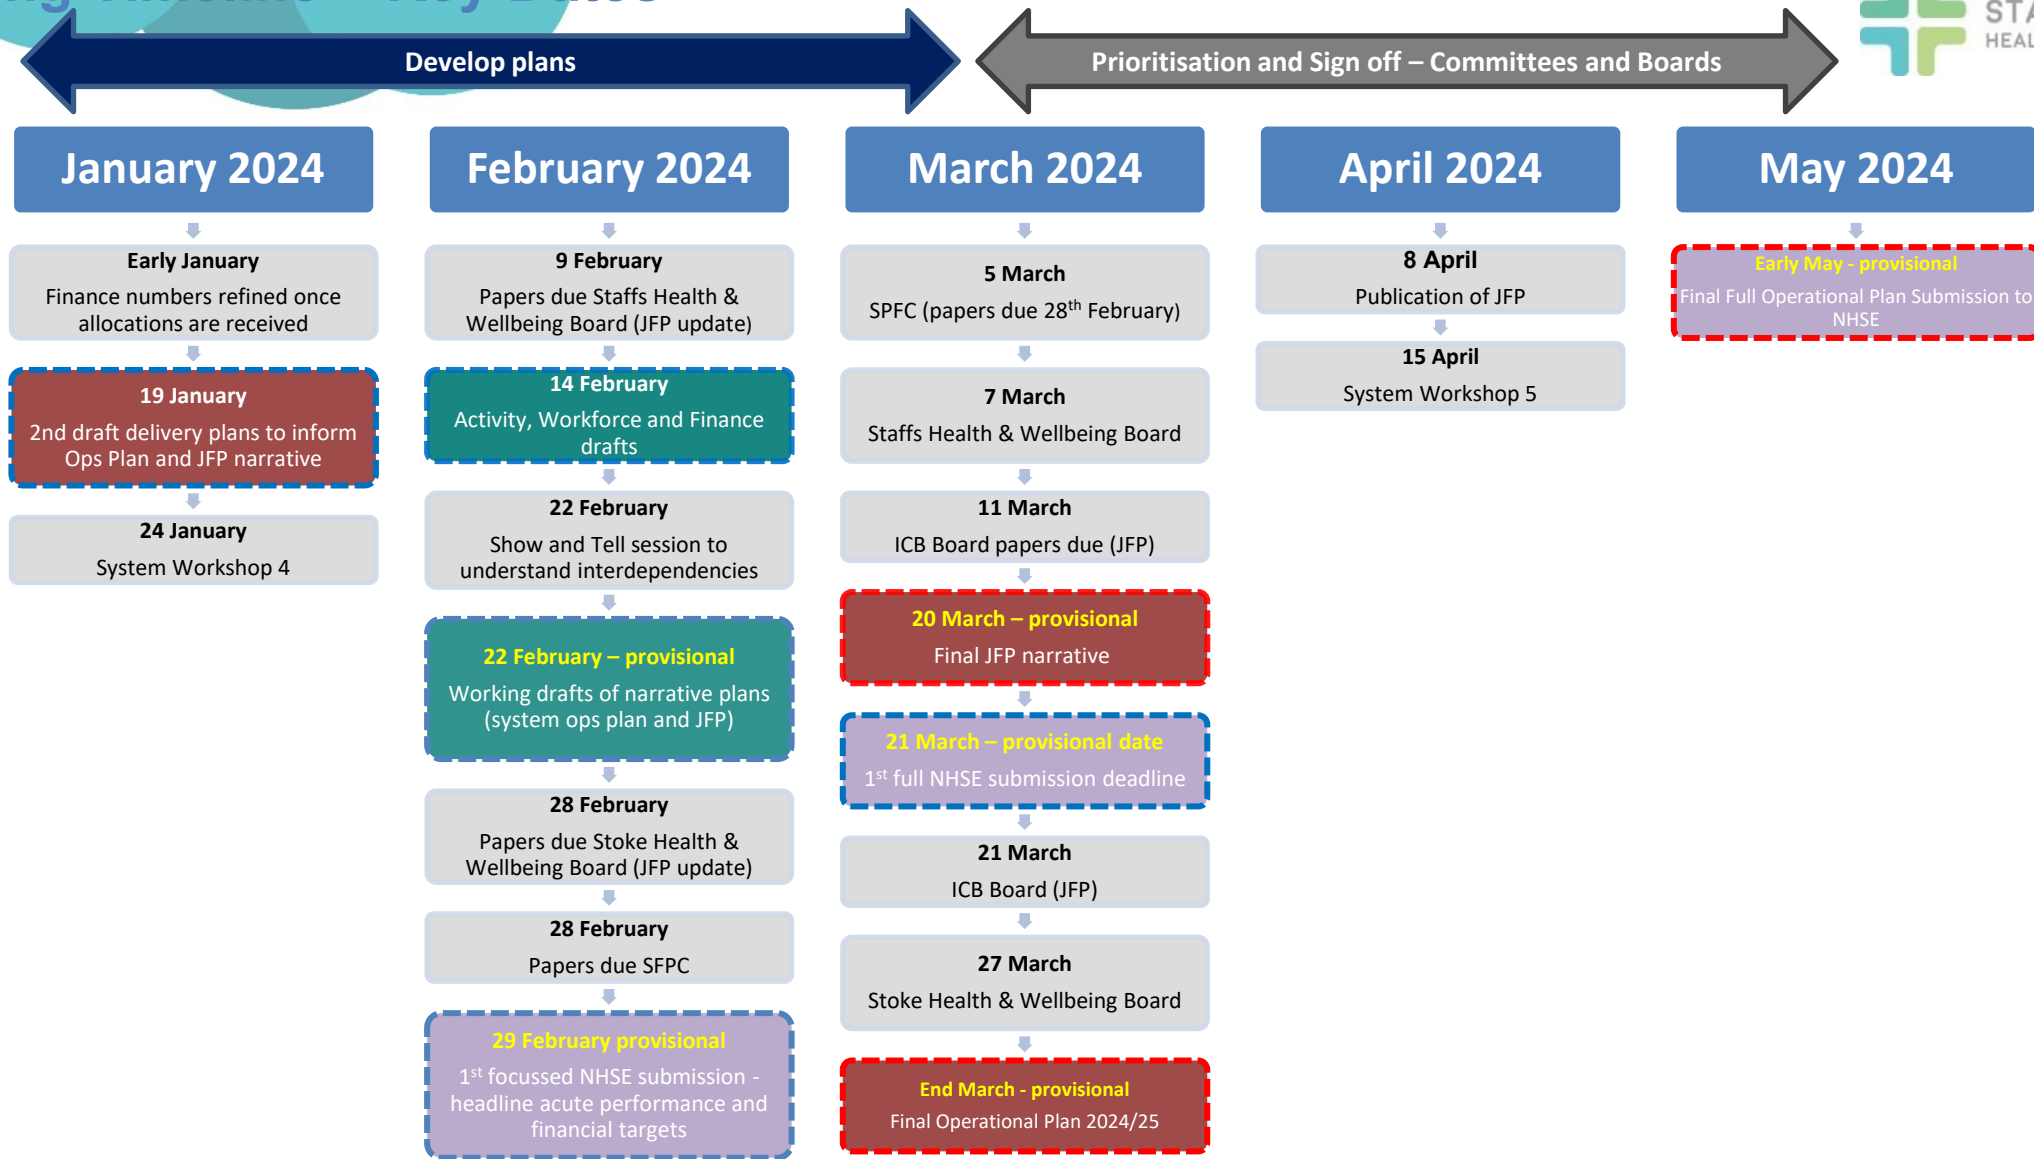 Timeline – Key Dates
STA
HEAL
Develop plans
Prioritisation and Sign off – Committees and Boards
January 2024
Early January
Finance numbers refined once
allocations are received
19 January
2nd draft delivery plans to inform
Ops Plan and JFP narrative
24 January
System Workshop 4
February 2024
9 February
Papers due Staffs Health &
Wellbeing Board (JFP update)
14 February
Activity, Workforce and Finance
drafts
22 February
Show and Tell session to
understand interdependencies
22 February – provisional
Working drafts of narrative plans
(system ops plan and JFP)
28 February
Papers due Stoke Health &
Wellbeing Board (JFP update)
28 February
Papers due SFPC
29 February provisional
1st focussed NHSE submission -
headline acute performance and
financial targets
March 2024
5 March
SPFC (papers due 28th February)
7 March
Staffs Health & Wellbeing Board
11 March
ICB Board papers due (JFP)
20 March – provisional
Final JFP narrative
21 March – provisional date
1st full NHSE submission deadline
21 March
ICB Board (JFP)
27 March
Stoke Health & Wellbeing Board
End March - provisional
Final Operational Plan 2024/25
April 2024
8 April
Publication of JFP
15 April
System Workshop 5
May 2024
Early May - provisional
Final Full Operational Plan Submission to
NHSE